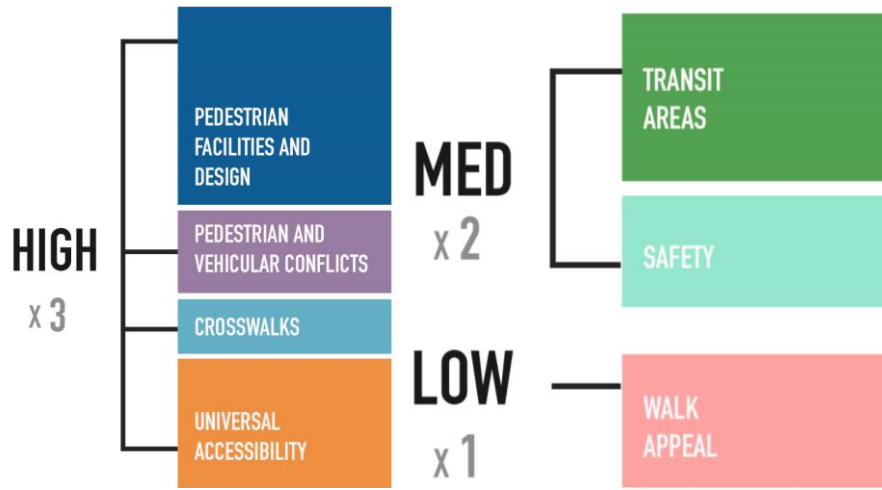 HIGH
x 3
PEDESTRIAN
FACILITIES AND
DESIGN
PEDESTRIAN AND
VEHICULAR CONFLICTS
CROSSWALKS
UNIVERSAL
ACCESSIBILITY
MED
x 2
TRANSIT
AREAS
SAFETY
LOW
x 1
WALK
APPEAL